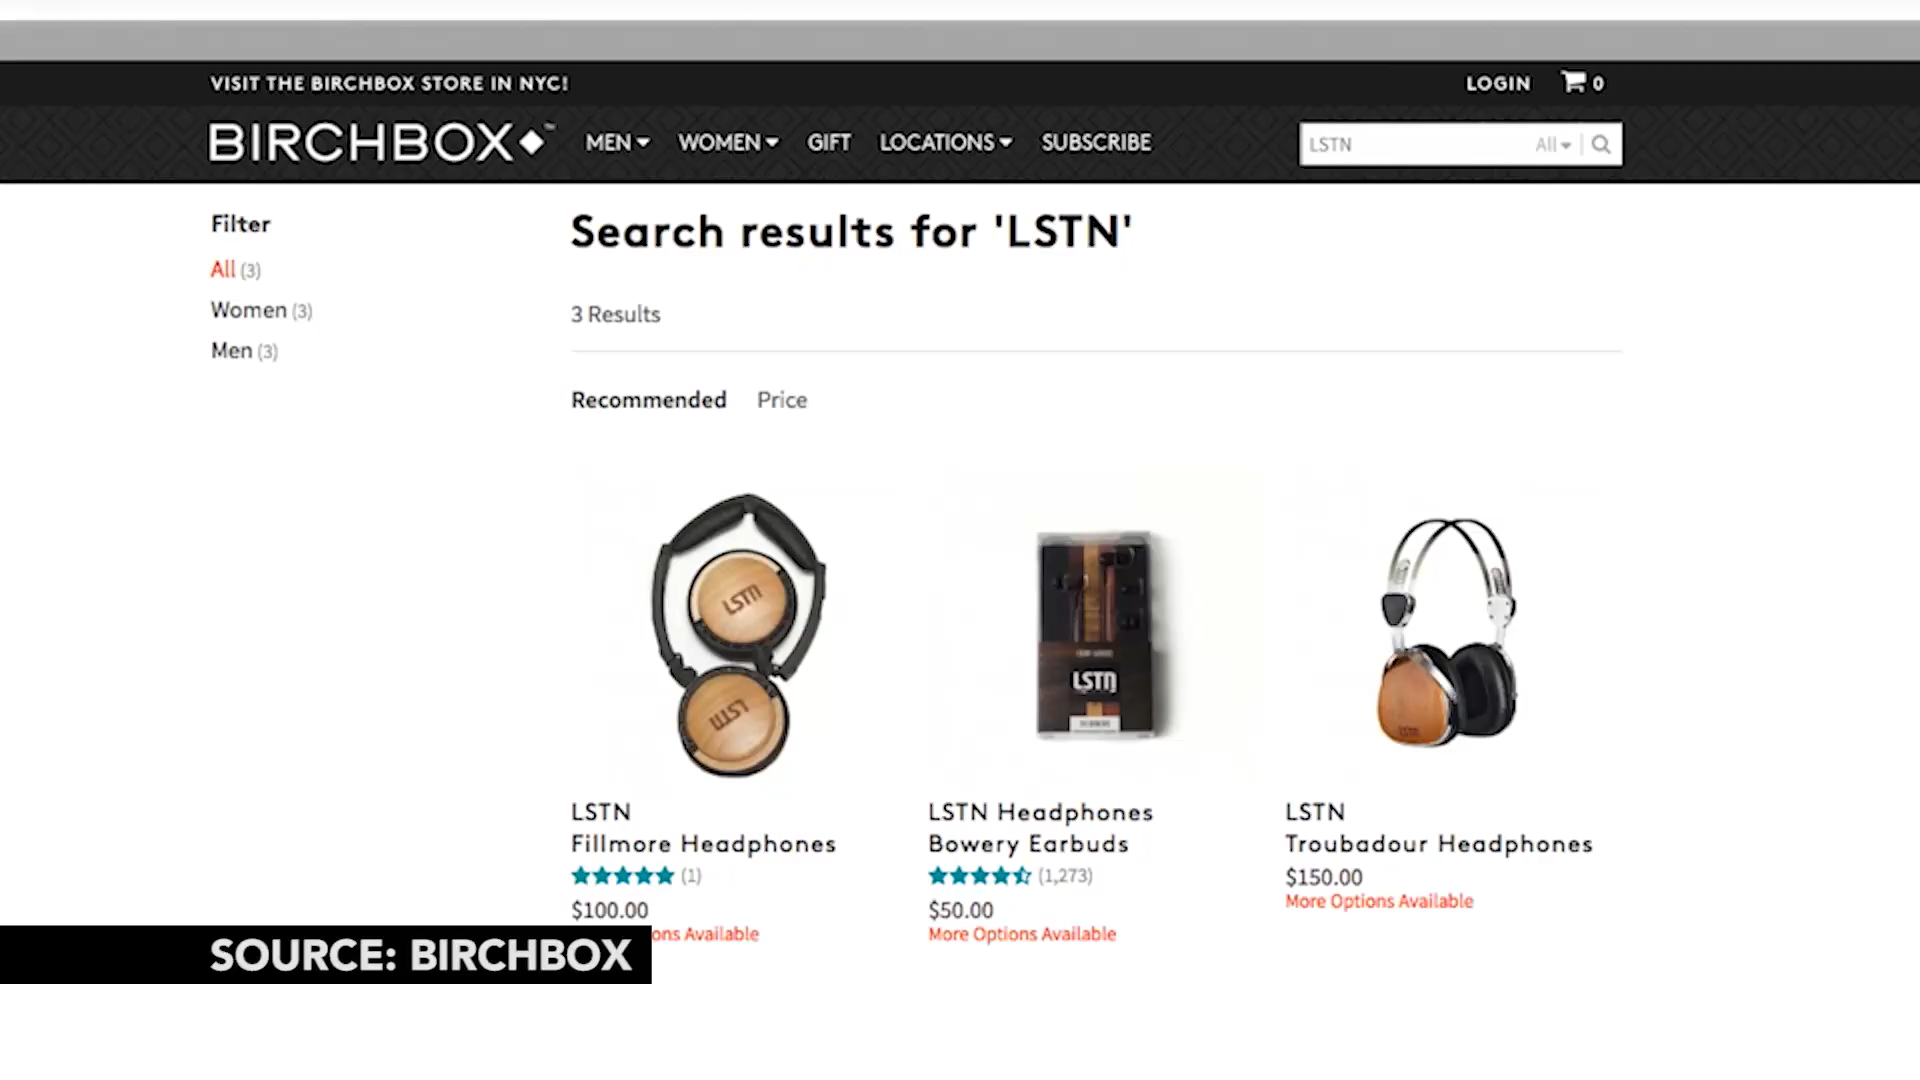 VISIT THE BIRCHBOX STORE IN NYC!
LOGIN 0
BIRCHBOX™ MEN WOMEN GIFT LOCATIONS SUBSCRIBE
LSTN All
Filter
All (3)
Women (3)
Men (3)
Search results for 'LSTN'
3 Results
Recommended Price
LSTN
LSTN
LSTN
LSTN
LSTN
Fillmore Headphones
(1)
$100.00
ons Available
LSTN Headphones
Bowery Earbuds
(1,273)
$50.00
More Options Available
LSTN
Troubadour Headphones
$150.00
More Options Available
SOURCE: BIRCHBOX